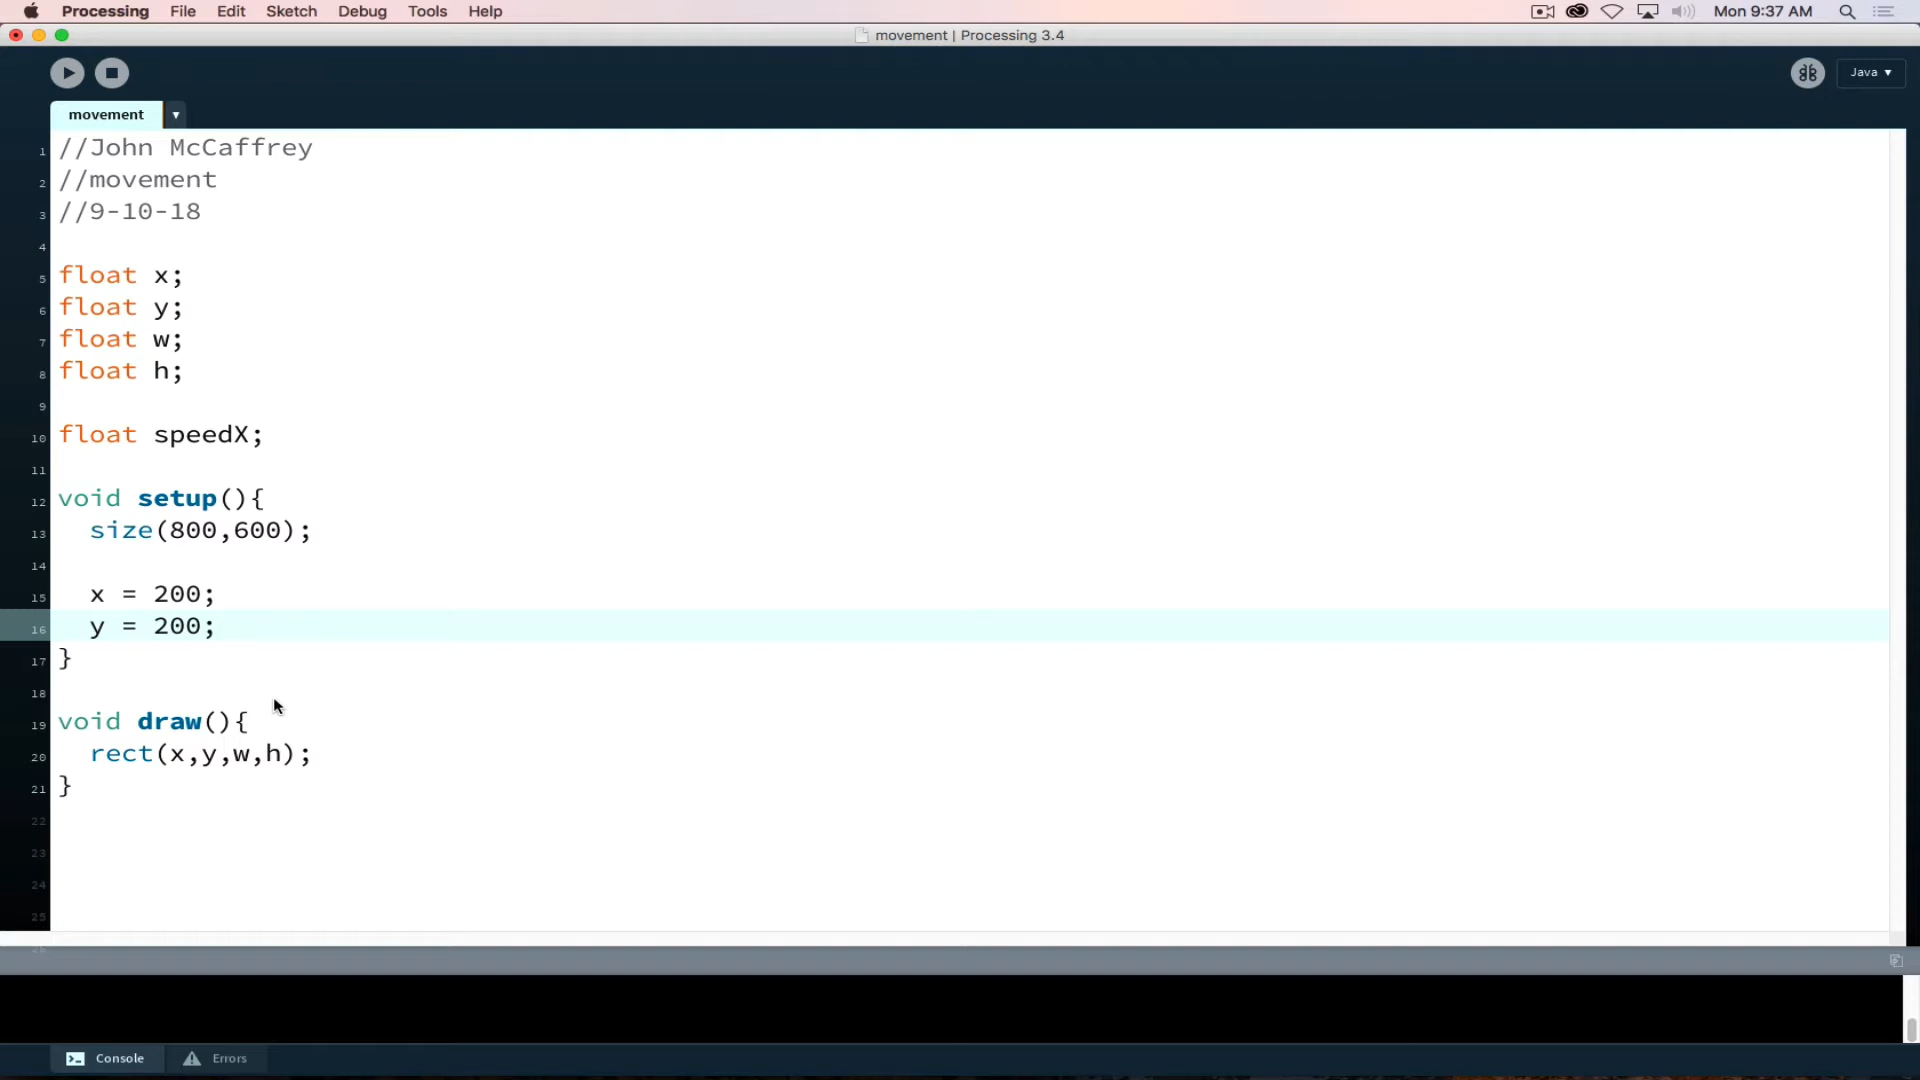 Processing File Edit Sketch Debug Tools Help Mon 9:37 AM
movement | Processing 3.4
Java ▼
movement ▼
1 //John McCaffrey
2 //movement
3 //9-10-18
4
5 float x;
6 float y;
7 float w;
8 float h;
9
10 float speedX;
11
12 void setup(){
13 size(800,600);
14
15 x = 200;
16 y = 200;
17 }
18
19 void draw(){
20 rect(x,y,w,h);
21 }
22
23
24
25
Console Errors